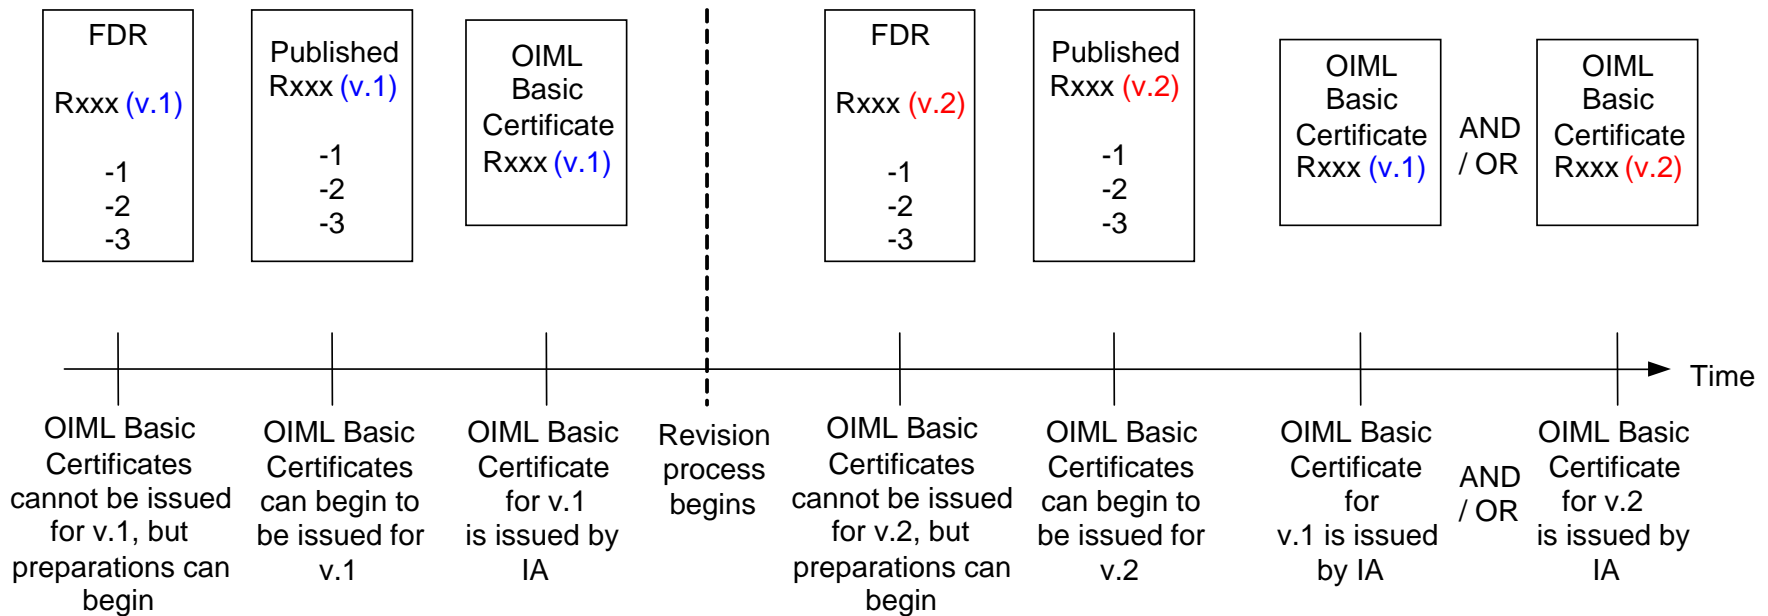 FDR
Rxxx (v.1)
-1
-2
-3
Published
Rxxx (v.1)
-1
-2
-3
OIML
Basic
Certificate
Rxxx (v.1)
FDR
Rxxx (v.2)
-1
-2
-3
Published
Rxxx (v.2)
-1
-2
-3
OIML
Basic
Certificate
Rxxx (v.1)
AND
/ OR
OIML
Basic
Certificate
Rxxx (v.2)
Time
OIML Basic
Certificates
cannot be issued
for v.1, but
preparations can
begin
OIML Basic
Certificates
can begin to
be issued for
v.1
OIML Basic
Certificate
for v.1
is issued by
IA
Revision
process
begins
OIML Basic
Certificates
cannot be issued
for v.2, but
preparations can
begin
OIML Basic
Certificates
can begin to
be issued for
v.2
OIML Basic
Certificate
for
v.1 is issued
by IA
AND
/ OR
OIML Basic
Certificate
for v.2
is issued by
IA